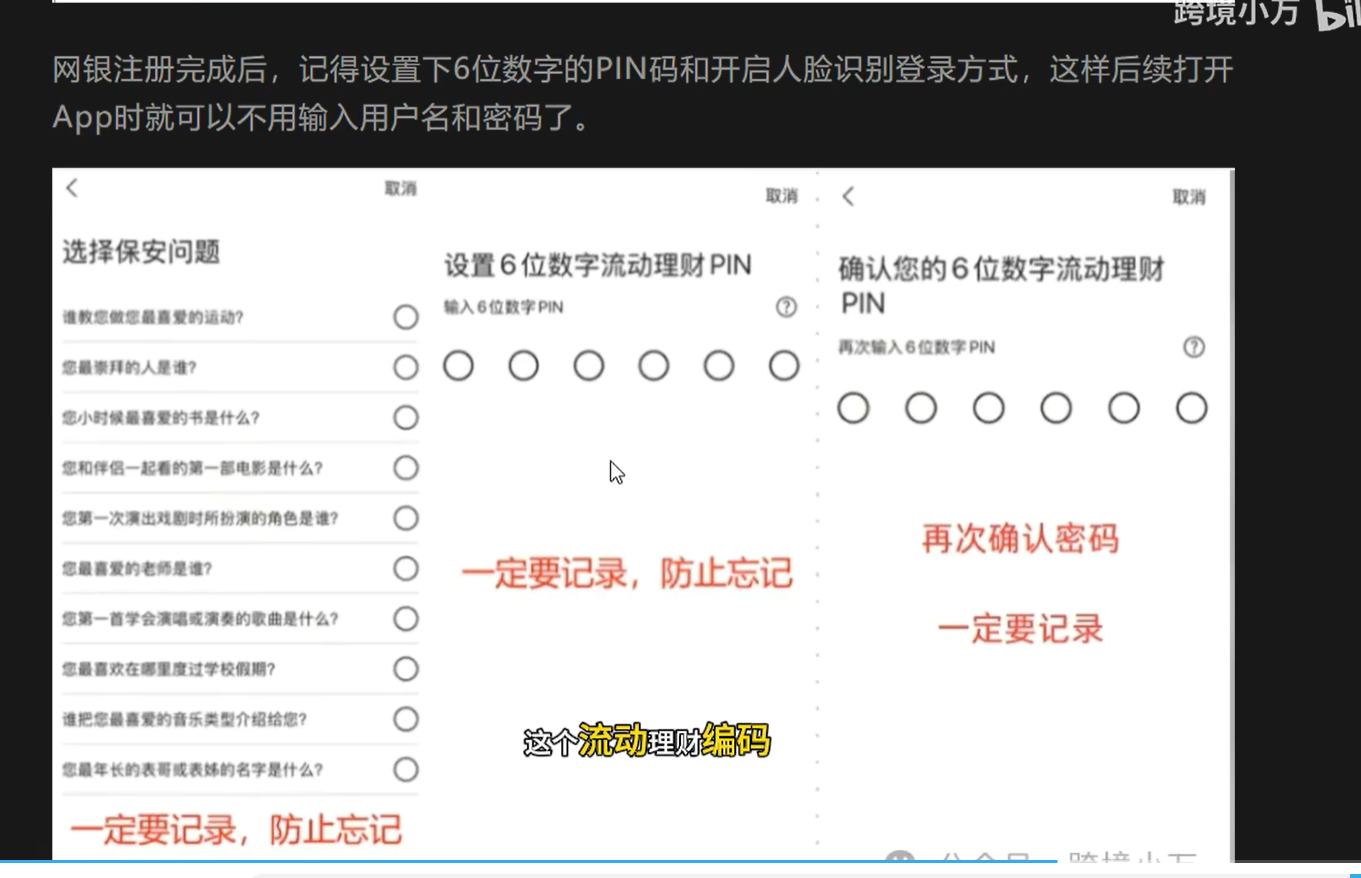 跨境小万
网银注册完成后，记得设置下6位数字的PIN码和开启人脸识别登录方式，这样后续打开
App时就可以不用输入用户名和密码了。
取消
选择保安问题
谁教您做您最喜爱的运动?
您最崇拜的人是谁?
您小时候最喜爱的书是什么?
您和伴侣一起看的第一部电影是什么?
您第一次演出戏剧时所扮演的角色是谁?
您最喜爱的老师是谁?
您第一首学会演唱或演奏的歌曲是什么?
您最喜欢在哪里度过学校假期?
谁把您最喜爱的音乐类型介绍给您?
您最年长的表哥或表姊的名字是什么?
一定要记录，防止忘记
取消
设置6位数字流动理财PIN
输入6位数字PIN
一定要记录，防止忘记
这个流动理财编码
取消
确认您的6位数字流动理财
PIN
再次输入6位数字PIN
再次确认密码
一定要记录